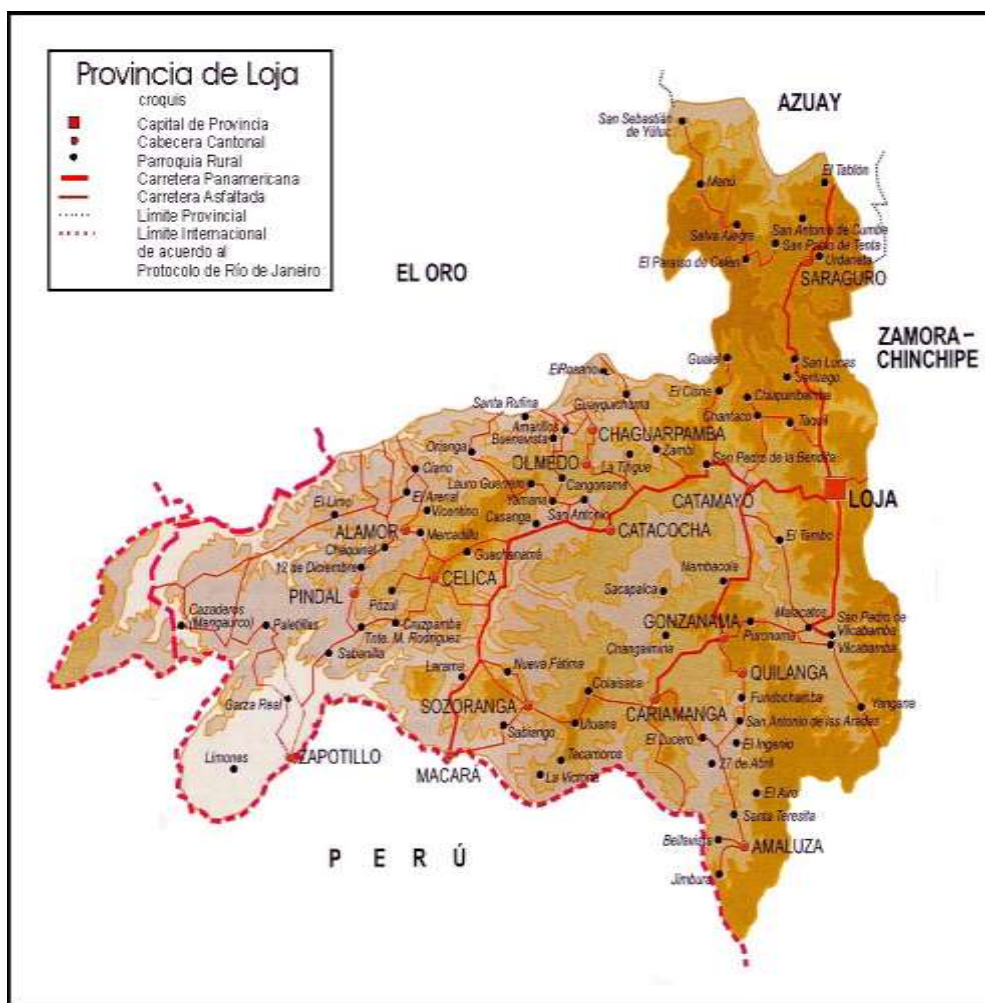 Provincia de Loja
croquis
Capital de Provincia
Cabecera Cantonal
Parroquia Rural
Carretera Panamericana
Carretera Asfaltada
Límite Provincial
Límite Internacional
de acuerdo al
Protocolo de Río de Janeiro
AZUAY
San Sebastián
de Yúluc
El Tablón
Manú
Selva Alegre
San Antonio de Cumbe
San Pablo de Tenta
El Paraíso de Celén
Urdaneta
SARAGURO
EL ORO
ZAMORA –
CHINCHIPE
Gualel
San Lucas
Jembuego
El Rosario
El Cisne
Chuquiribamba
Guayquichuma
Santa Rufina
Chantaco
Taquil
Amarillos
Buenavista
CHAGUARPAMBA
Orianga
Zambi
La Tingue
San Pedro de la Bendita
OLMEDO
Ciano
Lauro Guerrero
Cangonamá
El Arenal
Yamana
San Antonio
CATAMAYO
LOJA
El Limo
Vicentino
Casanga
CATACOCHA
ALAMOR
Mercadillo
El Tambo
Chaquinal
Guachanamá
12 de Diciembre
Nambacola
CELICA
PINDAL
Pózul
Sacapalca
Cazaderos
(Mangaurco)
Paletillas
Cruzpamba
Tnte. M. Rodríguez
GONZANAMA
Malacatos
San Pedro de
Vilcabamba
Changaimina
Purunuma
Vilcabamba
Sabanilla
Larama
Nueva Fátima
QUILANGA
Colaisaca
Fundochamba
Garza Real
SOZORANGA
CARIAMANGA
Yangana
Utuana
San Antonio de las Aradas
Sabiango
El Lucero
El Ingenio
ZAPOTILLO
Limones
MACARÁ
Tacamoros
27 de Abril
La Victoria
El Airo
Santa Teresita
PERÚ
Bellavista
AMALUZA
Jimbura